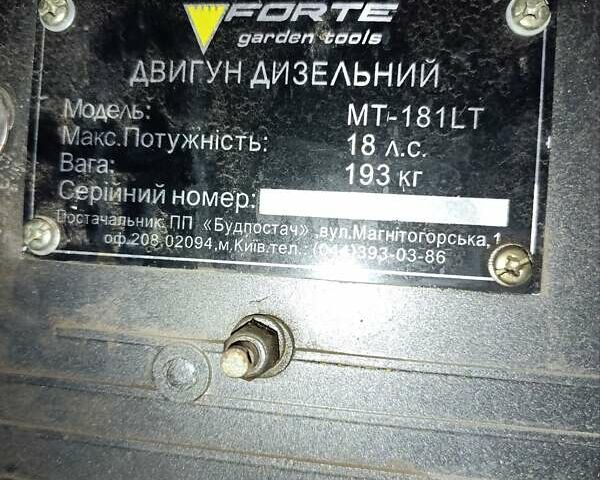 FORTE
garden tools
ДВИГУН ДИЗЕЛЬНИЙ
Модель: МТ-181LT
Макс.Потужність: 18 л.с.
Вага: 193 кг
Серійний номер:
Постачальник: ПП «Будпостач» ,вул.Магнітогорська,1
оф.208,02094,м.Київ.тел.: (044)393-03-86